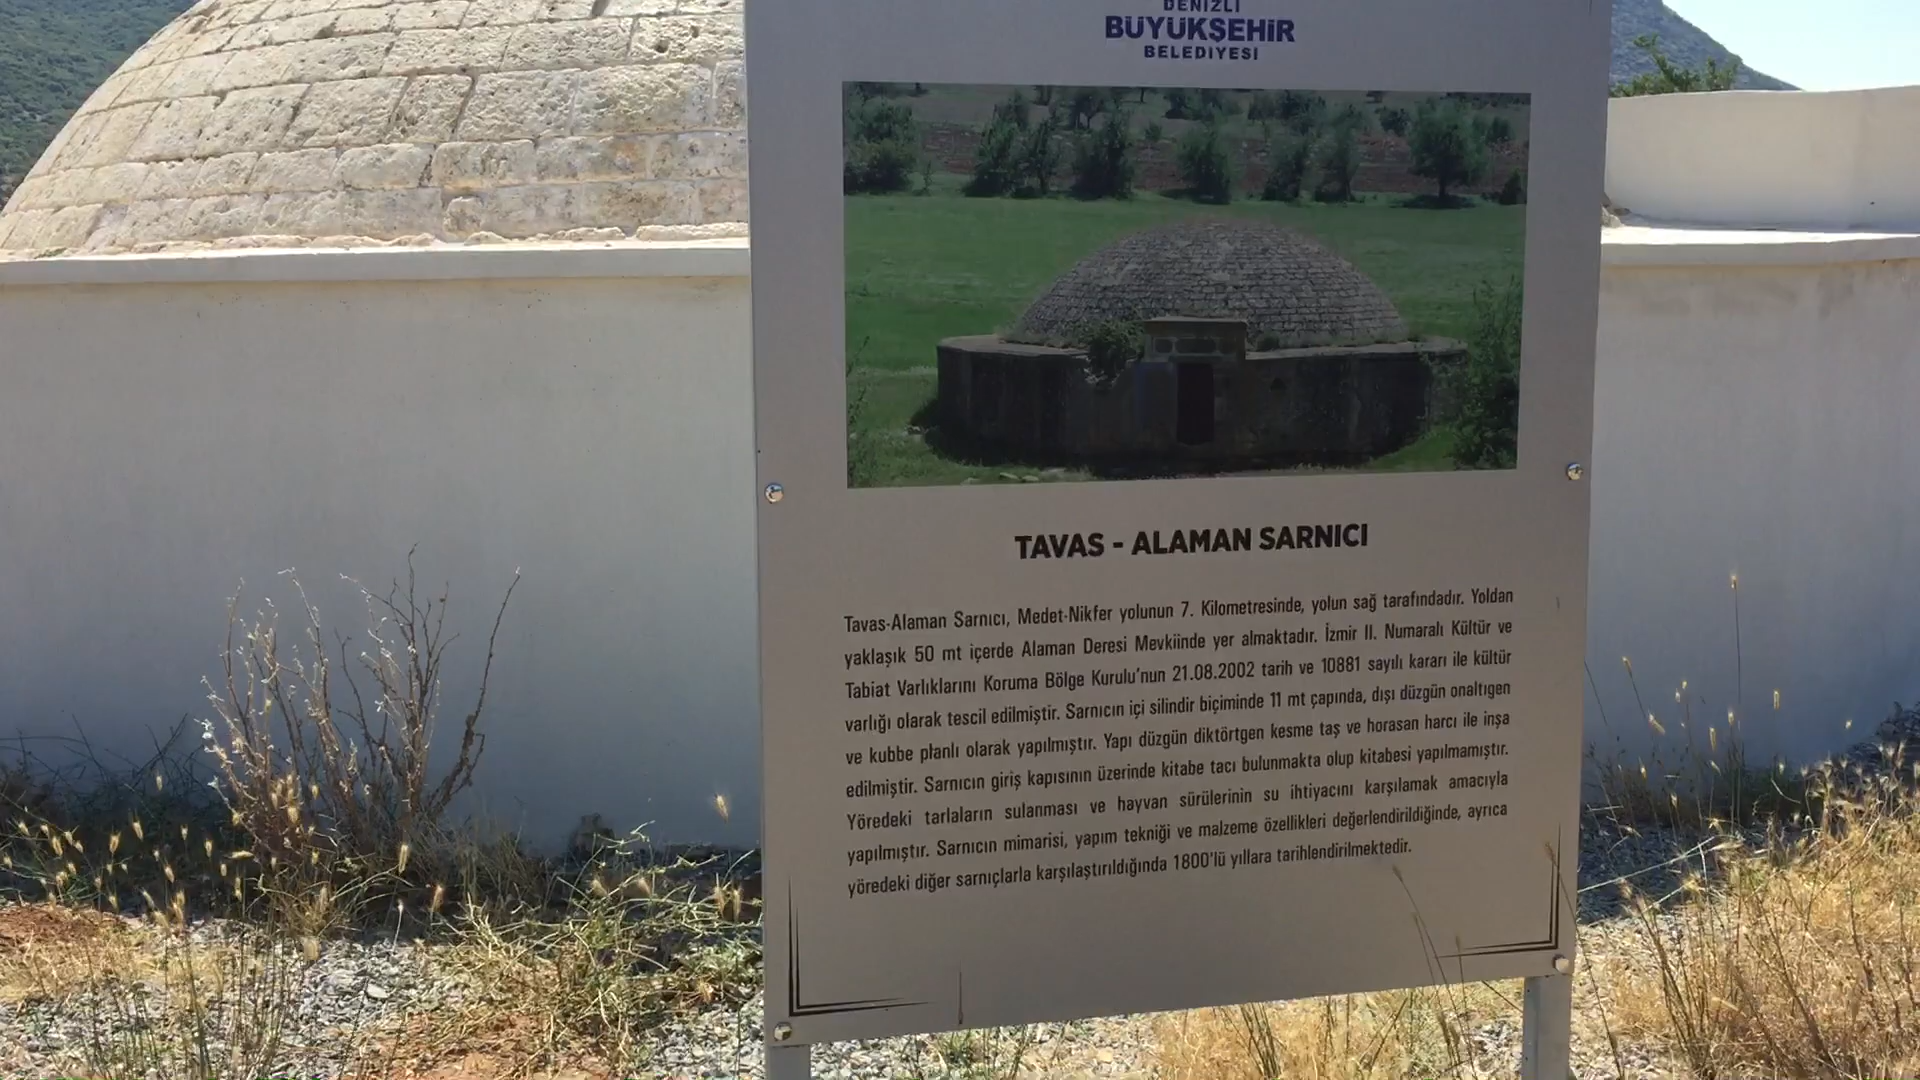 DENİZLİ
BÜYÜKŞEHİR
BELEDİYESİ
TAVAS - ALAMAN SARNICI
Tavas-Alaman Sarnıcı, Medet-Nikfer yolunun 7. Kilometresinde, yolun sağ tarafındadır. Yoldan
yaklaşık 50 mt içerde Alaman Deresi Mevkiinde yer almaktadır. İzmir II. Numaralı Kültür ve
Tabiat Varlıklarını Koruma Bölge Kurulu'nun 21.08.2002 tarih ve 10881 sayılı kararı ile kültür
varlığı olarak tescil edilmiştir. Sarnıcın içi silindir biçiminde 11 mt çapında, dışı düzgün onaltıgen
ve kubbe planlı olarak yapılmıştır. Yapı düzgün diktörtgen kesme taş ve horasan harcı ile inşa
edilmiştir. Sarnıcın giriş kapısının üzerinde kitabe tacı bulunmakta olup kitabesi yapılmamıştır.
Yöredeki tarlaların sulanması ve hayvan sürülerinin su ihtiyacını karşılamak amacıyla
yapılmıştır. Sarnıcın mimarisi, yapım tekniği ve malzeme özellikleri değerlendirildiğinde, ayrıca
yöredeki diğer sarnıçlarla karşılaştırıldığında 1800'lü yıllara tarihlendirilmektedir.